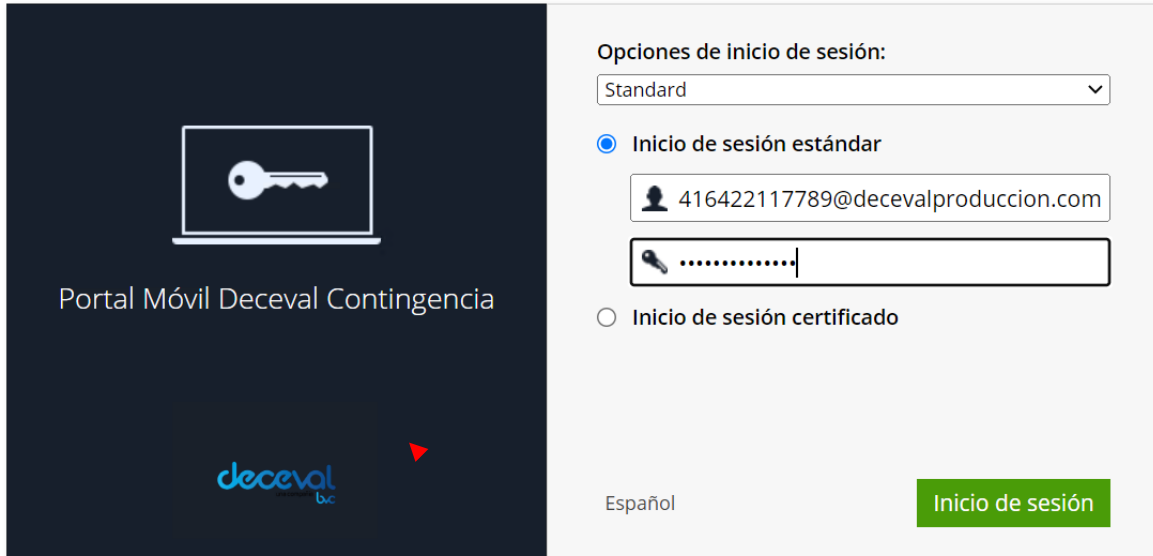 Opciones de inicio de sesión:
Standard
Inicio de sesión estándar
416422117789@decevalproduccion.com
••••••••••••••
Inicio de sesión certificado
Portal Móvil Deceval Contingencia
deceval
bvc
Español
Inicio de sesión